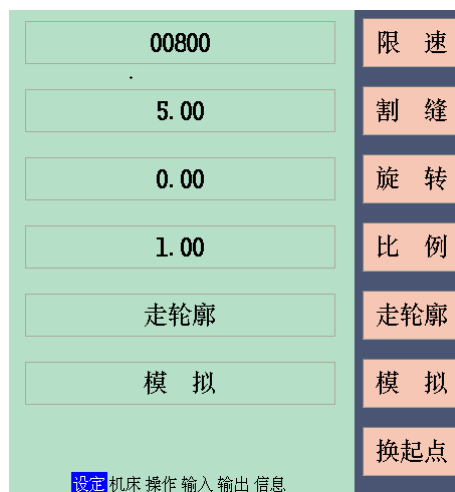 00800 限 速
5.00 割 缝
0.00 旋 转
1.00 比 例
走轮廓 走轮廓
模 拟 模 拟
换起点
设定 机床 操作 输入 输出 信息